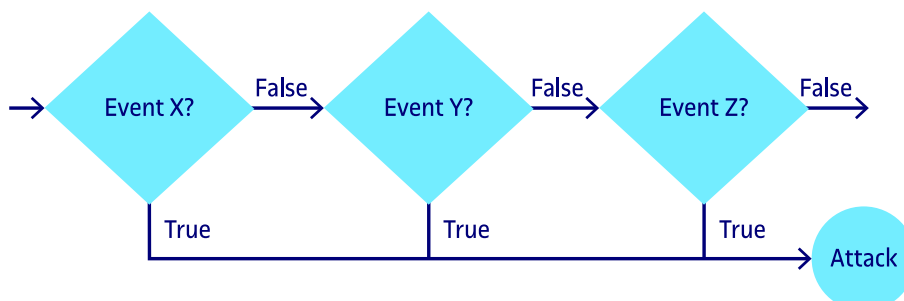 False
False
False
Event X?
Event Y?
Event Z?
True
True
True
Attack